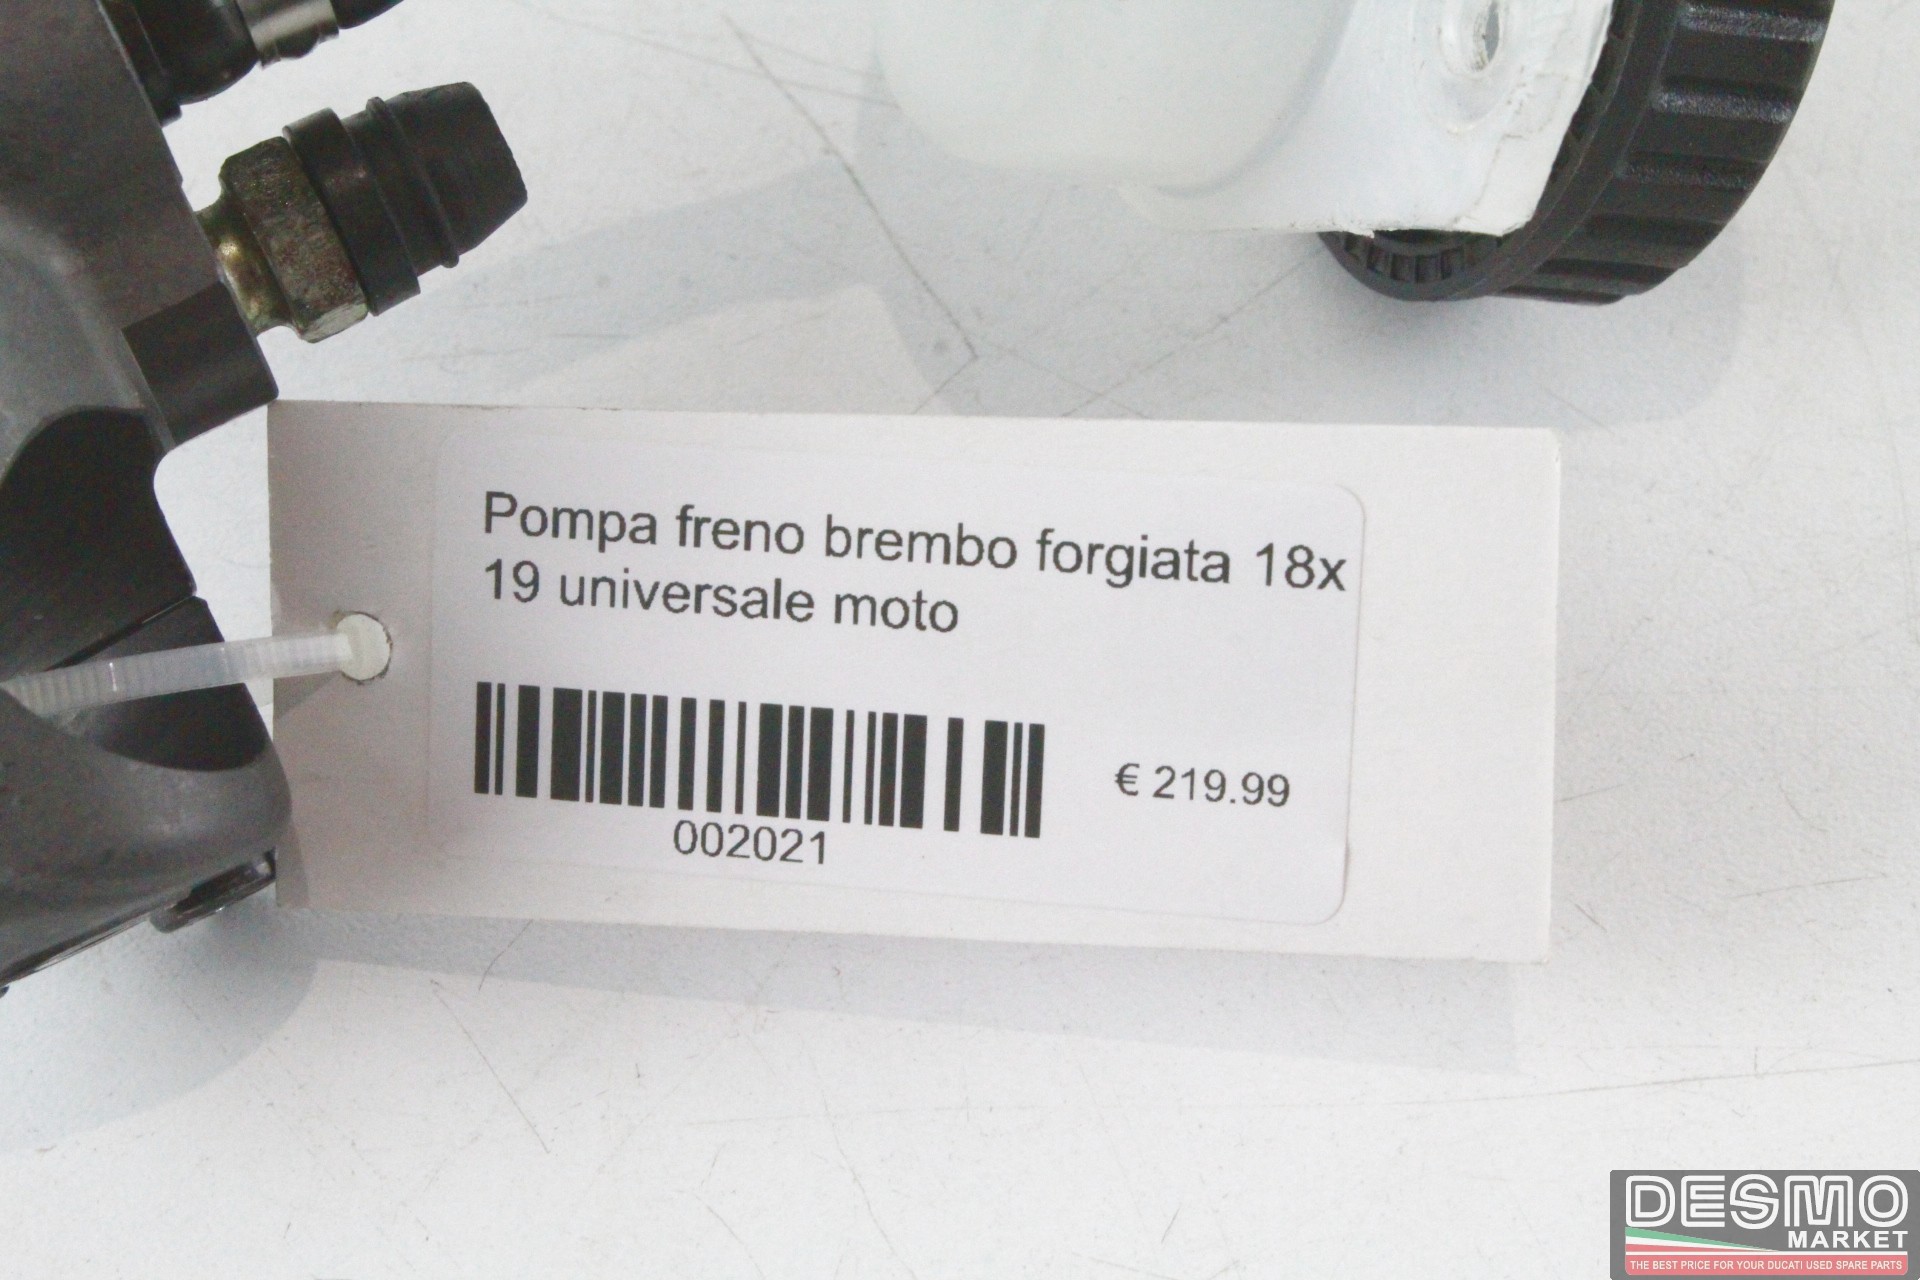 Pompa freno brembo forgiata 18x
19 universale moto
€ 219.99
002021
DESMO
MARKET
THE BEST PRICE FOR YOUR DUCATI USED SPARE PARTS